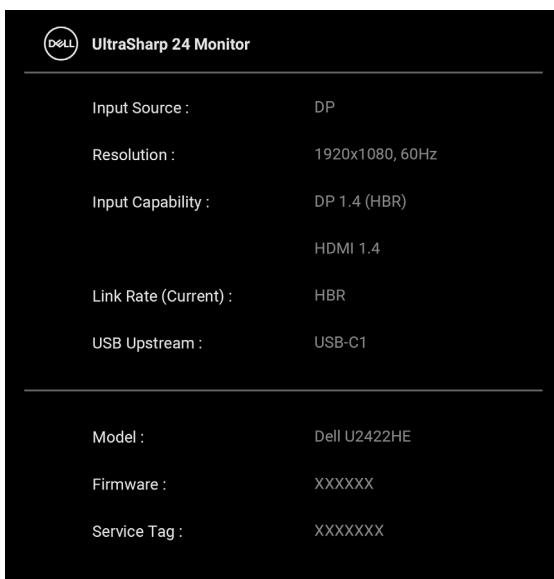 DELL UltraSharp 24 Monitor
Input Source : DP
Resolution : 1920x1080, 60Hz
Input Capability : DP 1.4 (HBR)
HDMI 1.4
Link Rate (Current) : HBR
USB Upstream : USB-C1
Model : Dell U2422HE
Firmware : XXXXXX
Service Tag : XXXXXXX